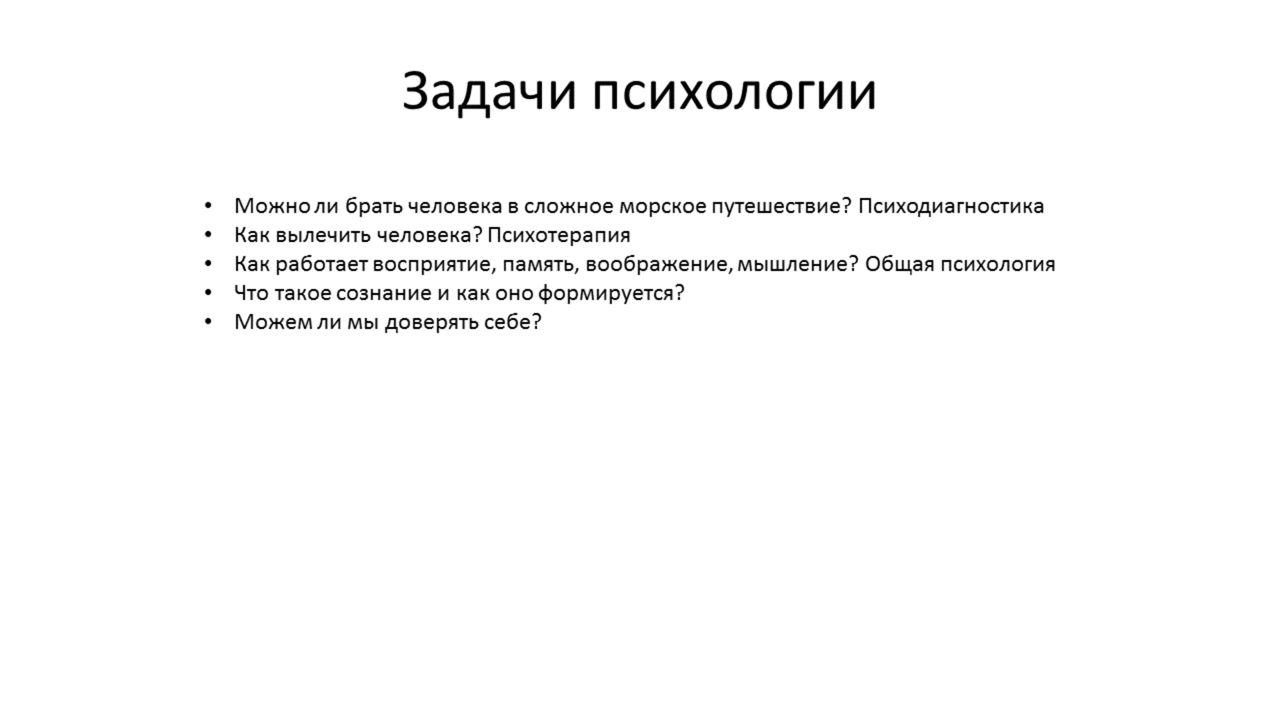 Задачи психологии
• Можно ли брать человека в сложное морское путешествие? Психодиагностика
• Как вылечить человека? Психотерапия
• Как работает восприятие, память, воображение, мышление? Общая психология
• Что такое сознание и как оно формируется?
• Можем ли мы доверять себе?